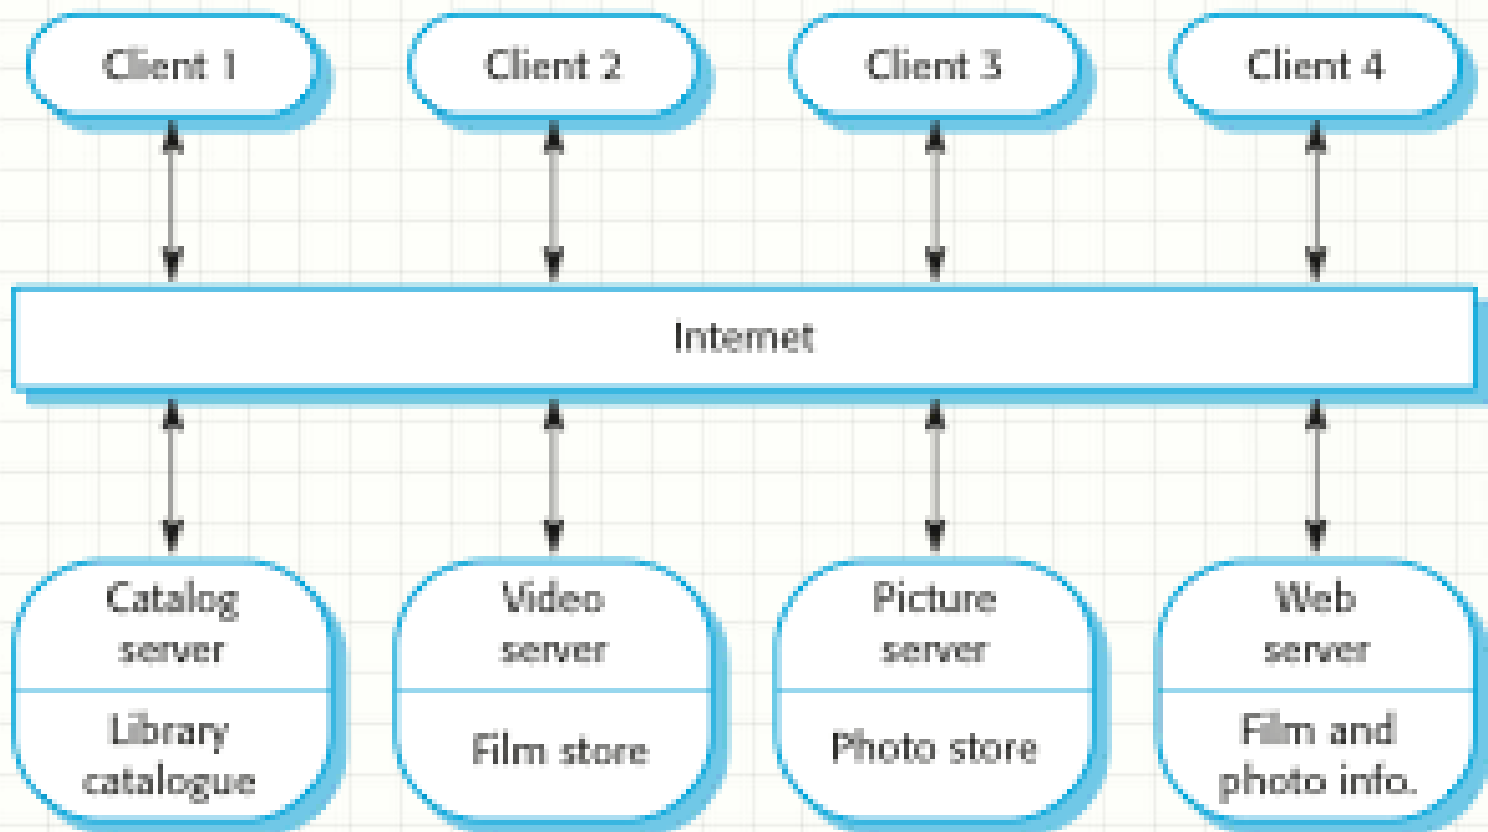 Client 1
Client 2
Client 3
Client 4
Internet
Catalog
server
Library
catalogue
Video
server
Film store
Picture
server
Photo store
Web
server
Film and
photo info.